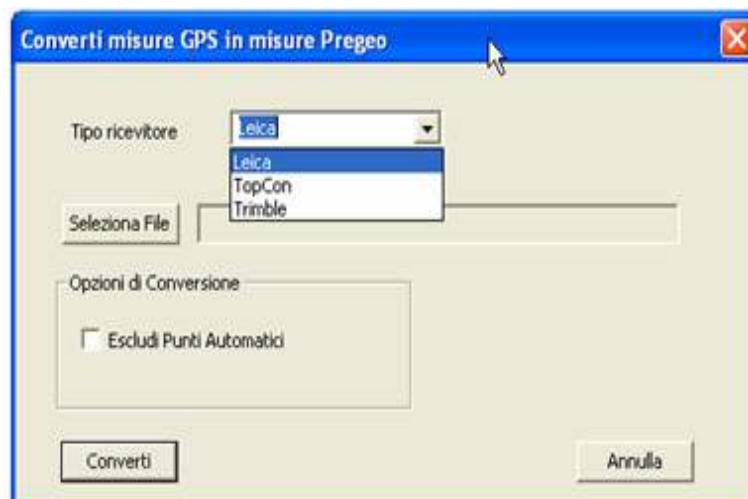 Converti misure GPS in misure Pregeo
Tipo ricevitore
Leica
Leica
TopCon
Trimble
Seleziona File
Opzioni di Conversione
Escludi Punti Automatici
Converti
Annulla